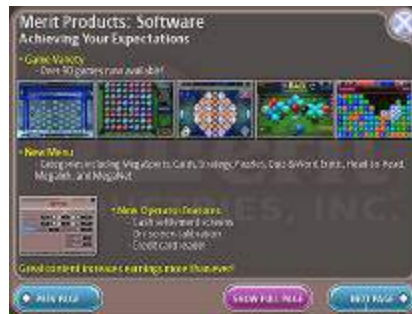 Merit Products: Software
Achieving Your Expectations
• Game Variety
- Over 90 games now available!
• New Menu
- Categories including MegaSports, Cards, Strategy, Puzzles, Quiz & Word, Erotic, Head-to-Head,
Megalink, and MegaNet
• New Operator Features
- Cash settlement screens
- On screen calibration
- Credit card reader
Great content increases earnings more than ever!
PREV PAGE
SHOW FULL PAGE
NEXT PAGE